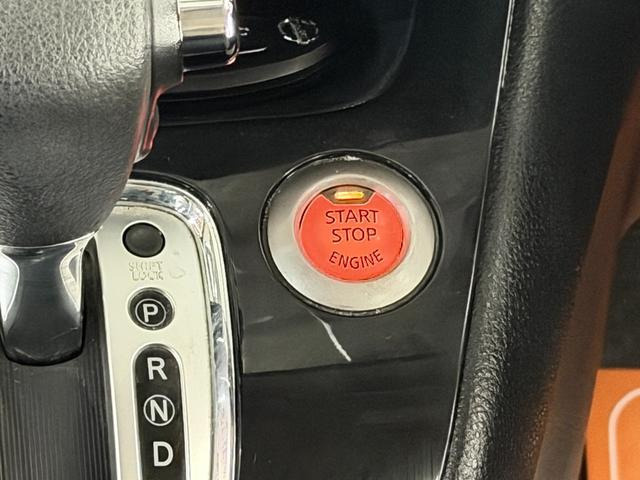 START
STOP
ENGINE
SHIFT
LOCK
P
R
N
D